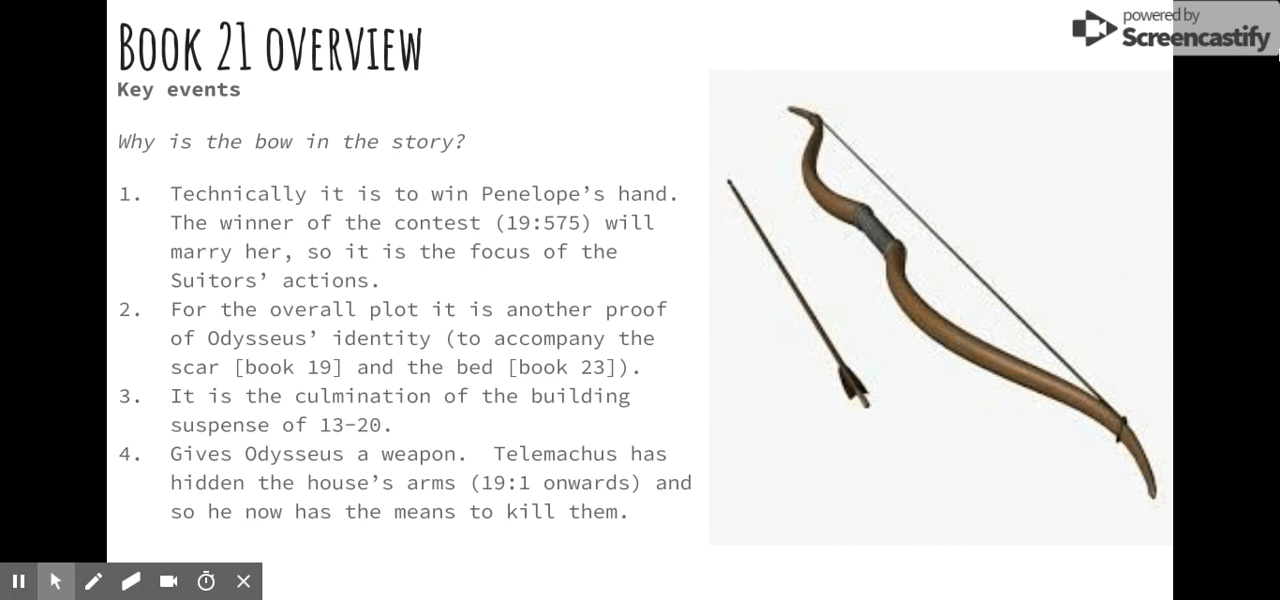 Book 21 overview
powered by
Screencastify
Key events
Why is the bow in the story?
1. Technically it is to win Penelope’s hand.
The winner of the contest (19:575) will
marry her, so it is the focus of the
Suitors’ actions.
2. For the overall plot it is another proof
of Odysseus’ identity (to accompany the
scar [book 19] and the bed [book 23]).
3. It is the culmination of the building
suspense of 13-20.
4. Gives Odysseus a weapon.  Telemachus has
hidden the house’s arms (19:1 onwards) and
so he now has the means to kill them.